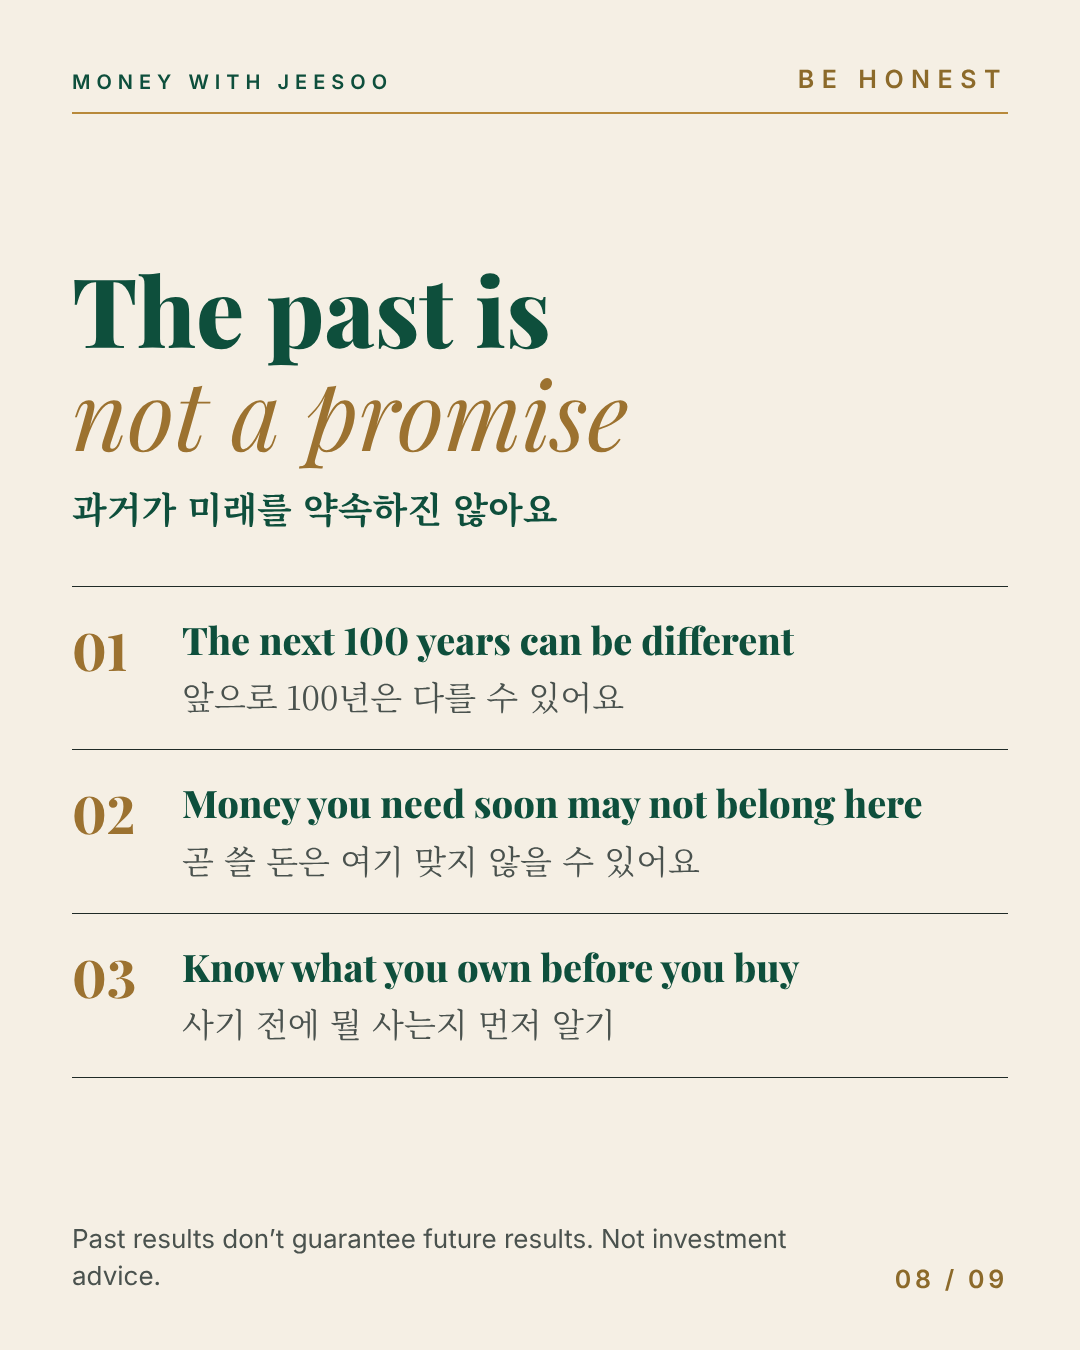 MONEY WITH JEESOO
BE HONEST
The past is
not a promise
과거가 미래를 약속하진 않아요
01
The next 100 years can be different
앞으로 100년은 다를 수 있어요
02
Money you need soon may not belong here
곧 쓸 돈은 여기 맞지 않을 수 있어요
03
Know what you own before you buy
사기 전에 뭘 사는지 먼저 알기
Past results don’t guarantee future results. Not investment
advice.
08 / 09